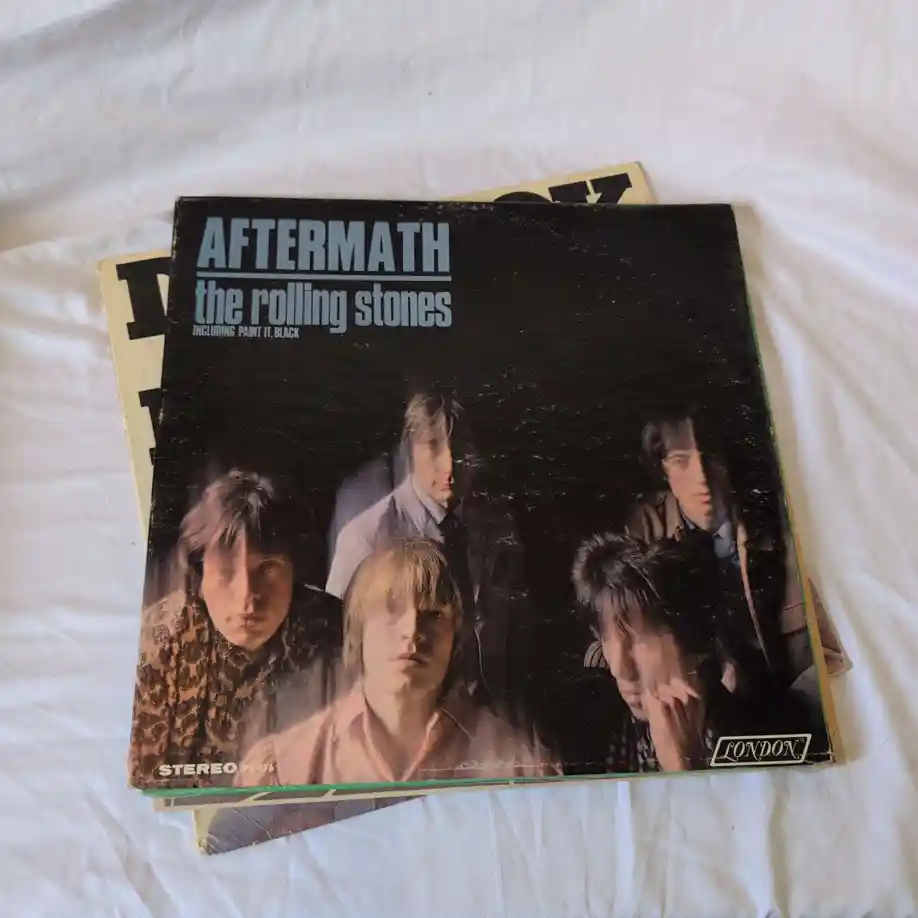 AFTERMATH
the rolling stones
INCLUDING PAINT IT, BLACK
STEREO
LONDON